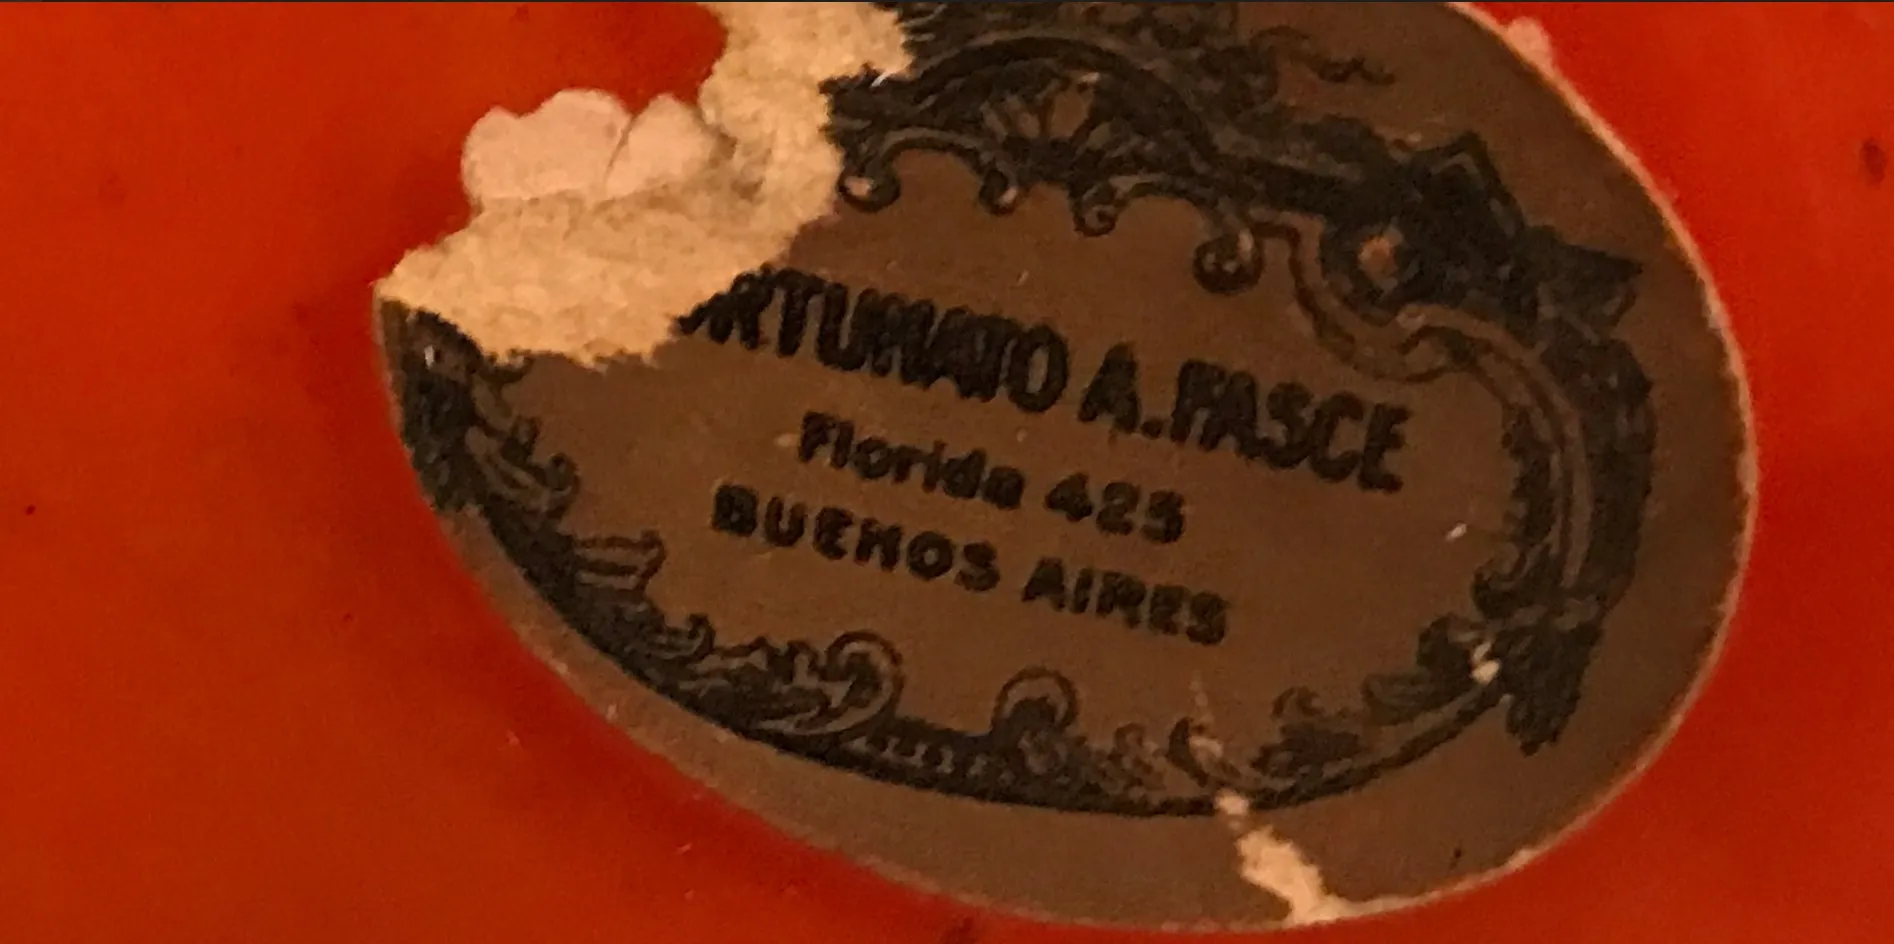 RTUNATO A. PASCE
Florida 425
BUENOS AIRES